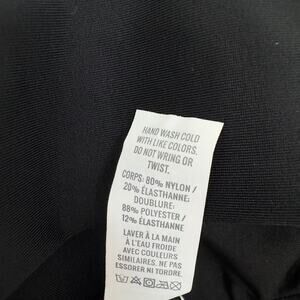 HAND WASH COLD
WITH LIKE COLORS.
DO NOT WRING OR
TWIST.
CORPS: 80% NYLON /
20% ÉLASTHANNE;
DOUBLURE:
88% POLYESTER /
12% ÉLASTHANNE
LAVER À LA MAIN
À L'EAU FROIDE
AVEC COULEURS
SIMILAIRES. NE PAS
ESSORER NI TORDRE.